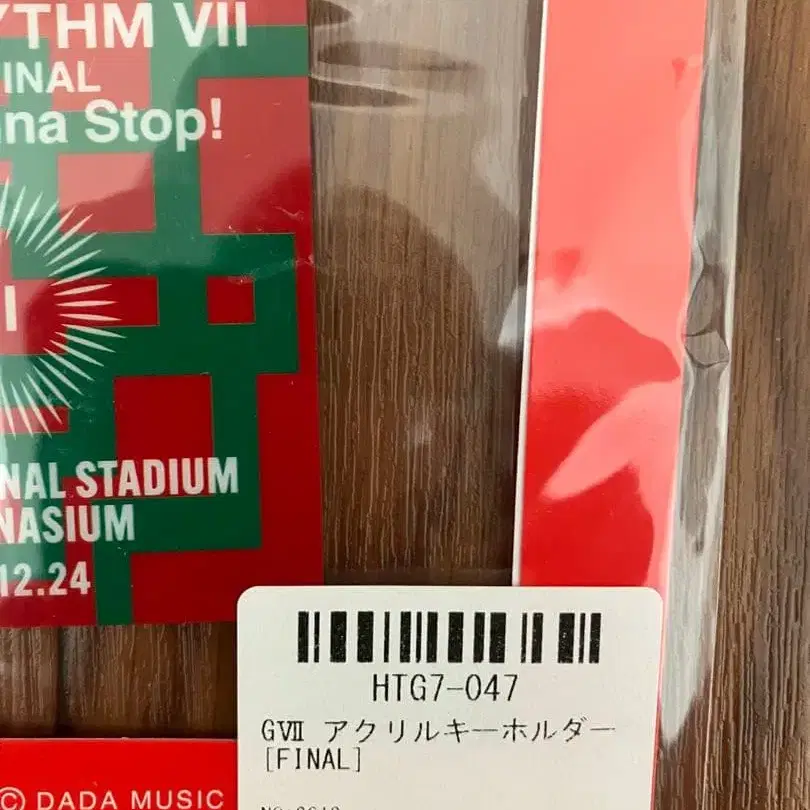 YTHM VII
INAL
na Stop!
I
NAL STADIUM
NASIUM
12.24
HTG7-047
GⅦ アクリルキーホルダー
[FINAL]
© DADA MUSIC